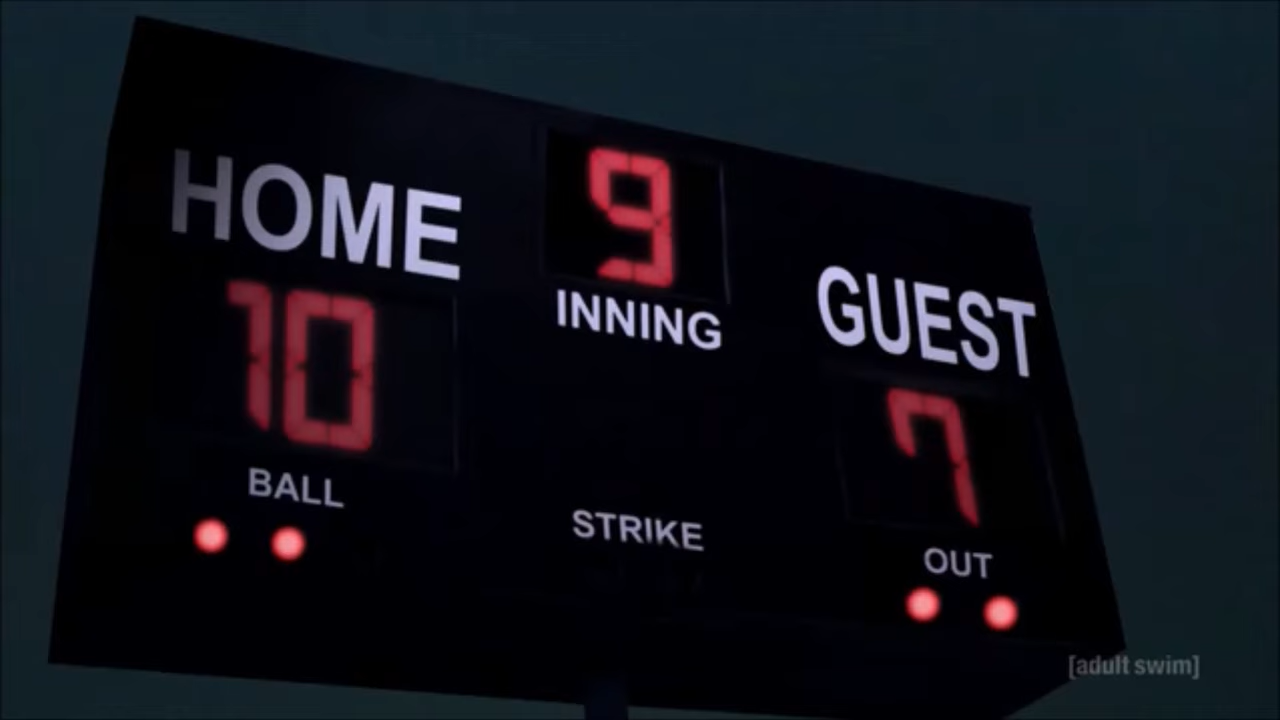 HOME
9
INNING
GUEST
10
7
BALL
STRIKE
OUT
[adult swim]